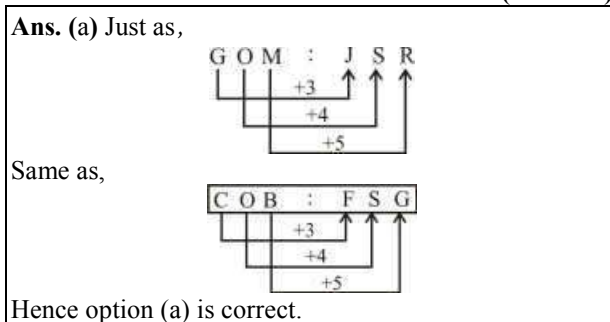 Ans. (a) Just as,
G O M : J S R
+3
+4
+5
Same as,
C O B : F S G
+3
+4
+5
Hence option (a) is correct.